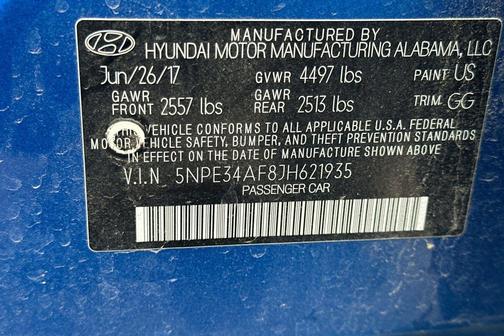 MANUFACTURED BY
HYUNDAI MOTOR MANUFACTURING ALABAMA, LLC
Jun/26/17 GVWR 4497 lbs PAINT US
GAWR FRONT 2557 lbs GAWR REAR 2513 lbs TRIM GG
VEHICLE CONFORMS TO ALL APPLICABLE U.S.A. FEDERAL
MOTOR VEHICLE SAFETY, BUMPER, AND THEFT PREVENTION STANDARDS
IN EFFECT ON THE DATE OF MANUFACTURE SHOWN ABOVE.
V.I.N 5NPE34AF8JH621935
PASSENGER CAR